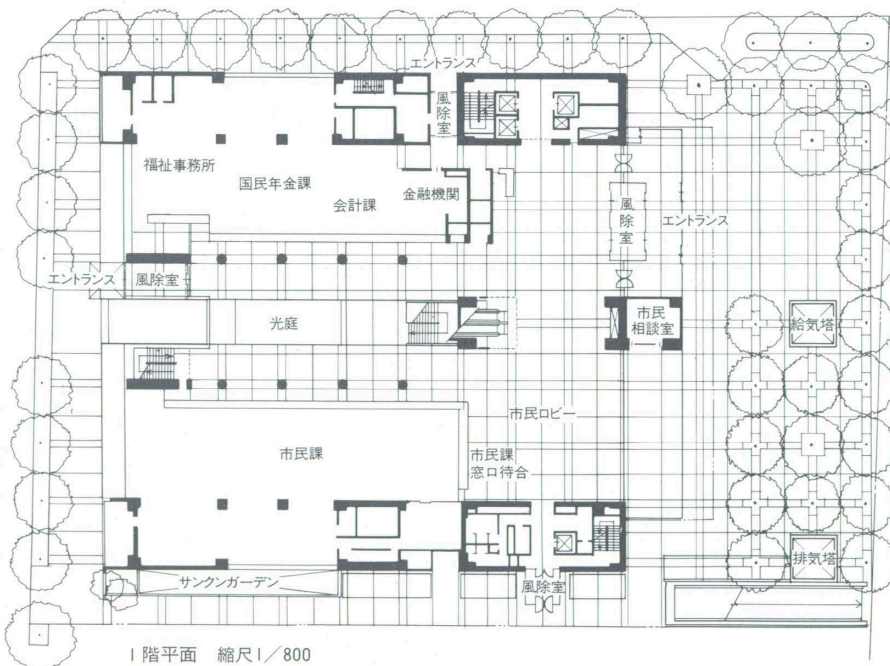 エントランス
風除室
福祉事務所
国民年金課
会計課
金融機関
風除室
エントランス
エントランス
風除室
光庭
市民
相談室
給気塔
市民ロビー
市民課
市民課
窓口待合
サンクンガーデン
風除室
排気塔
1階平面 縮尺1/800